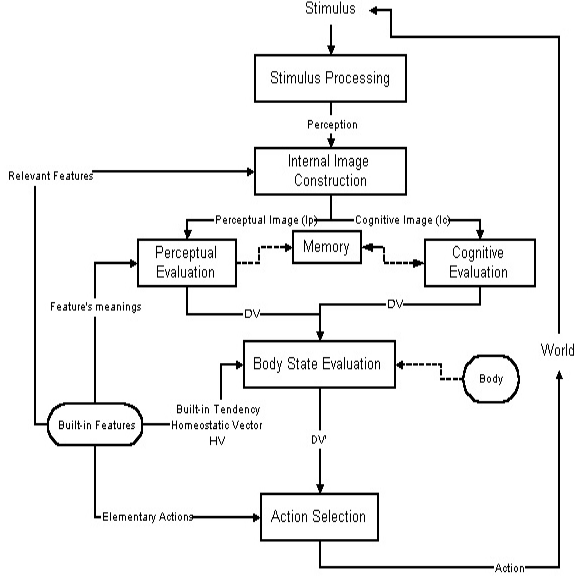 Stimulus
Stimulus Processing
Perception
Relevant Features
Internal Image
Construction
Perceptual Image (Ip)
Cognitive Image (Ic)
Perceptual
Evaluation
Memory
Cognitive
Evaluation
Feature's meanings
DV
DV
Body State Evaluation
World
Body
Built-in Features
Built-in Tendency
Homeostatic Vector
HV
DV'
Elementary Actions
Action Selection
Action